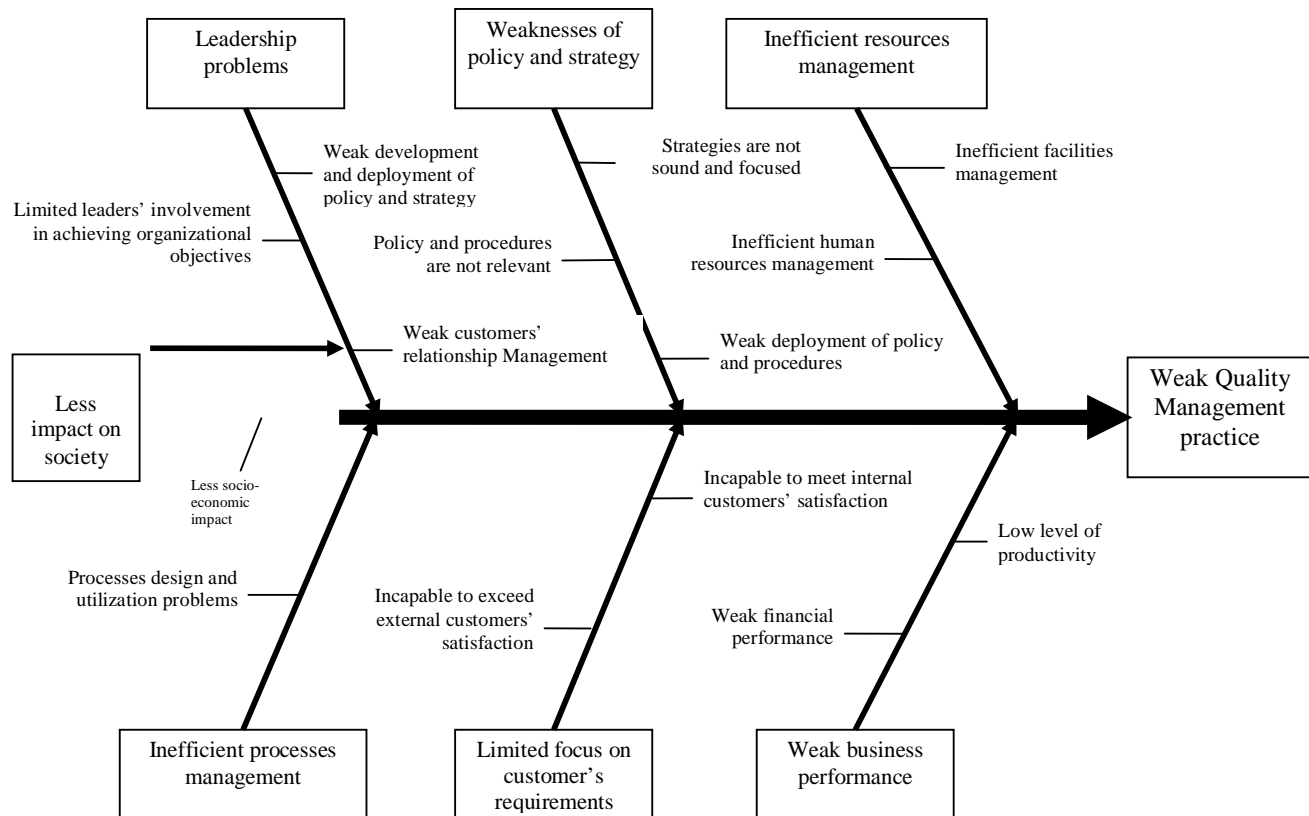 Leadership
problems
Weaknesses of
policy and strategy
Inefficient resources
management
Weak development
and deployment of
policy and strategy
Limited leaders’ involvement
in achieving organizational
objectives
Weak customers’
relationship Management
Strategies are not
sound and focused
Policy and procedures
are not relevant
Weak deployment of policy
and procedures
Inefficient facilities
management
Inefficient human
resources management
Less
impact on
society
Less socio-
economic
impact
Weak Quality
Management
practice
Processes design and
utilization problems
Incapable to meet internal
customers’ satisfaction
Incapable to exceed
external customers’
satisfaction
Low level of
productivity
Weak financial
performance
Inefficient processes
management
Limited focus on
customer’s
requirements
Weak business
performance